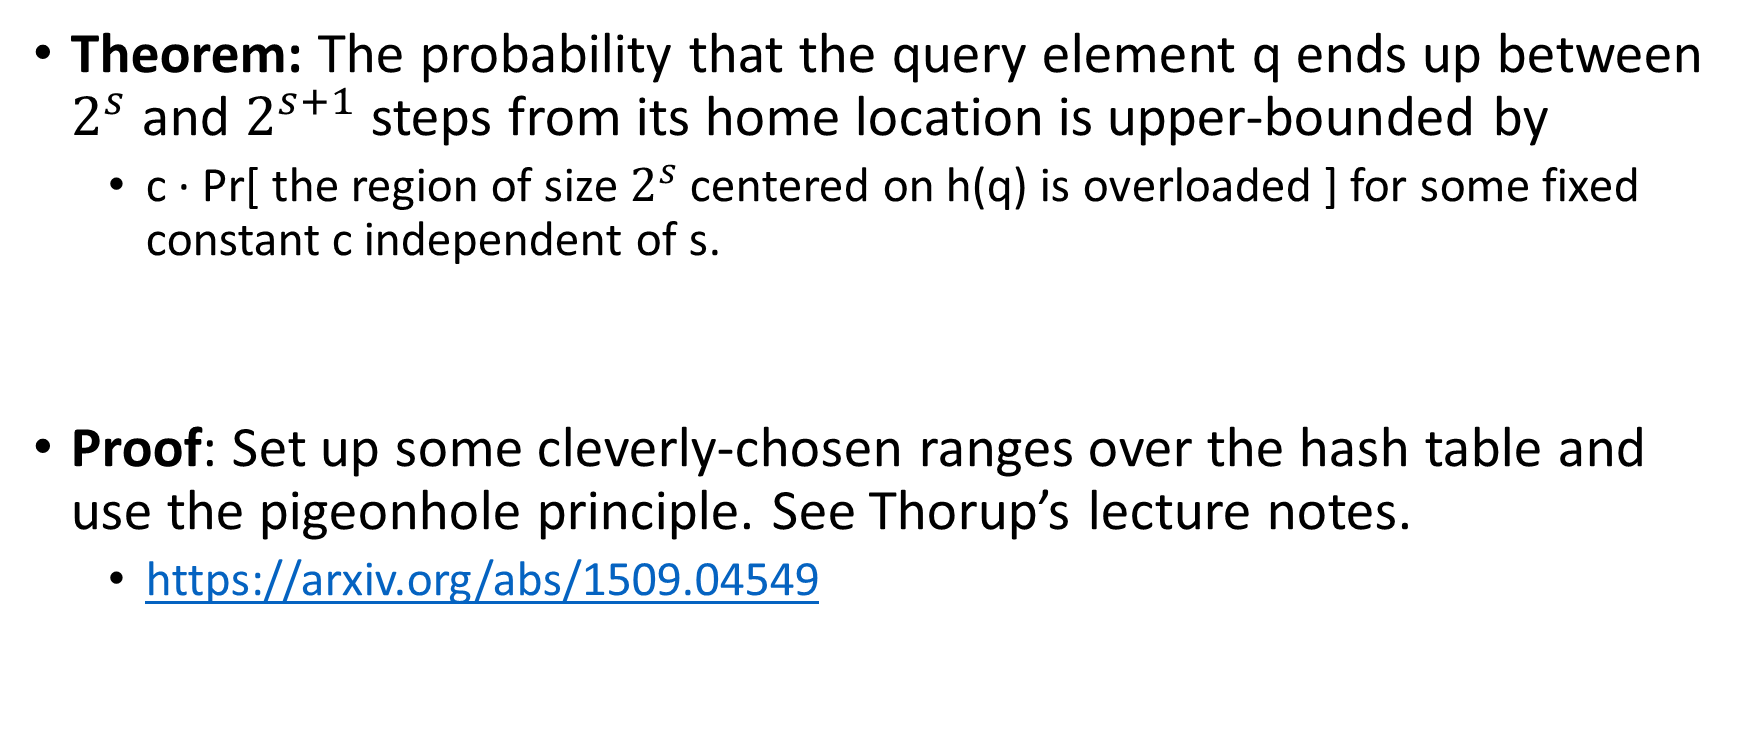 • Theorem: The probability that the query element q ends up between
2^s and 2^{s+1} steps from its home location is upper-bounded by
• c · Pr[ the region of size 2^s centered on h(q) is overloaded ] for some fixed
constant c independent of s.
• Proof: Set up some cleverly-chosen ranges over the hash table and
use the pigeonhole principle. See Thorup’s lecture notes.
• https://arxiv.org/abs/1509.04549